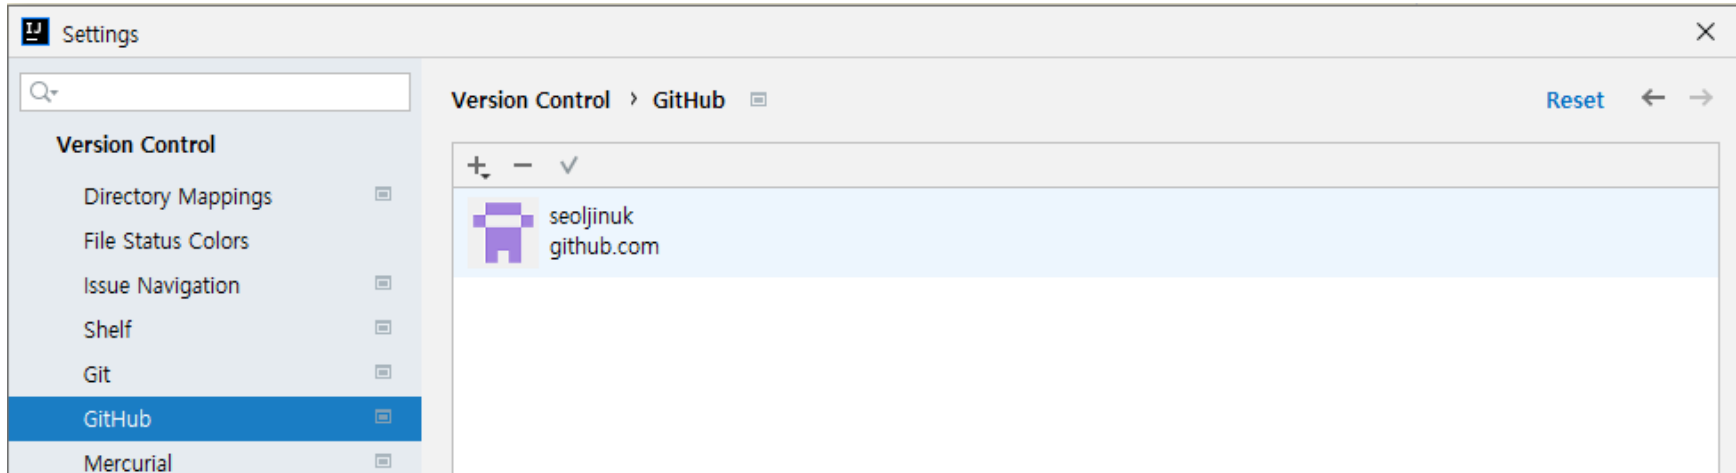 IJ
Settings
Version Control
Directory Mappings
File Status Colors
Issue Navigation
Shelf
Git
GitHub
Mercurial
Version Control › GitHub
Reset
seoljinuk
github.com